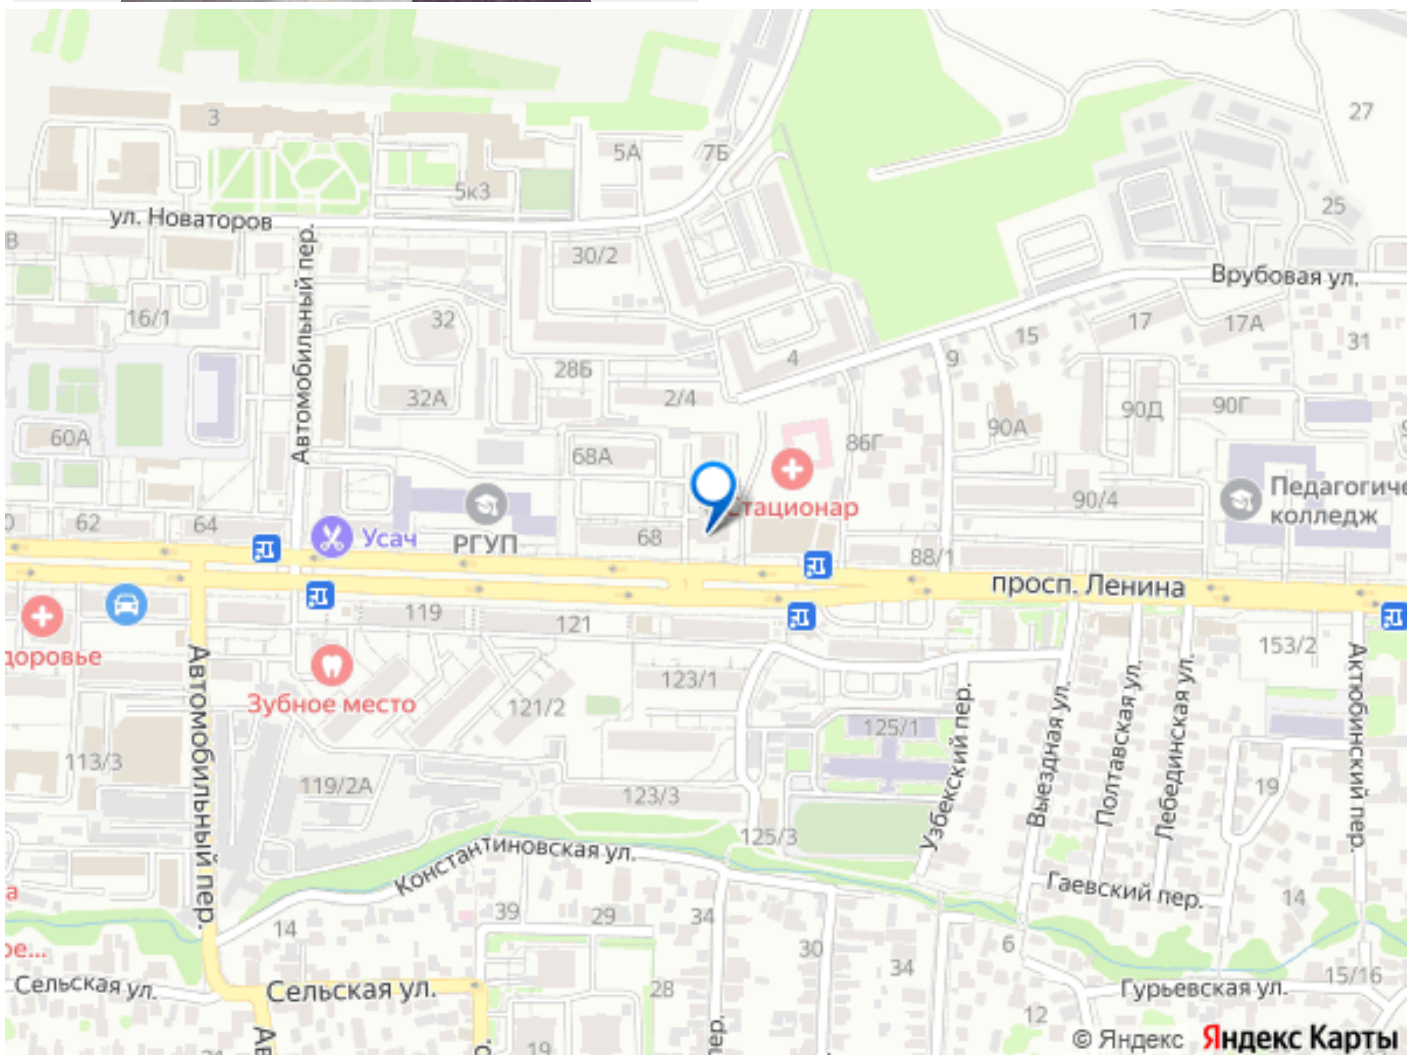 3
27
5А
7Б
5к3
25
ул. Новаторов
В
30/2
Автомобильный пер.
Врубовая ул.
16/1
32
15
17
17А
31
4
9
28Б
32А
2/4
60А
90А
90Д
90Г
68А
86Г
Стационар
90/4
Педагогиче
колледж
62
64
Усач
РГУП
68
88/1
просп. Ленина
119
121
153/2
доровье
Зубное место
123/1
121/2
125/1
Автомобильный пер.
Узбекский пер.
Выездная ул.
Полтавская ул.
Лебединская ул.
Актюбинский пер.
113/3
119/2А
123/3
19
125/3
Константиновская ул.
Гаевский пер.
а
14
39
29
34
30
6
14
ое...
34
15/16
Сельская ул.
Сельская ул.
28
Гурьевская ул.
12
пер.
19
© Яндекс Яндекс Карты